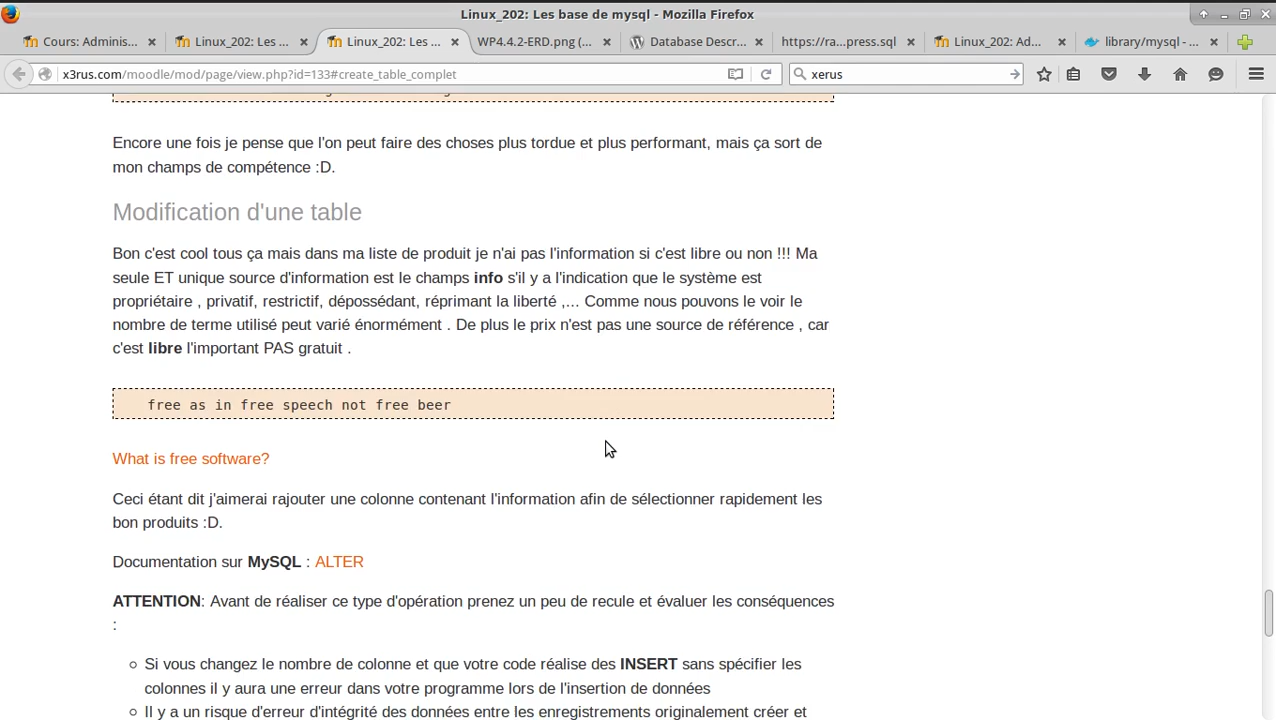 Linux_202: Les base de mysql - Mozilla Firefox
Cours: Adminis...
Linux_202: Les ...
Linux_202: Les ...
WP4.4.2-ERD.png (...
Database Descr...
https://ra...press.sql
Linux_202: Ad...
library/mysql - ...
x3rus.com/moodle/mod/page/view.php?id=133#create_table_complet
xerus
Encore une fois je pense que l'on peut faire des choses plus tordue et plus performant, mais ça sort de
mon champs de compétence :D.
Modification d'une table
Bon c'est cool tous ça mais dans ma liste de produit je n'ai pas l'information si c'est libre ou non !!! Ma
seule ET unique source d'information est le champs info s'il y a l'indication que le système est
propriétaire , privatif, restrictif, dépossédant, réprimant la liberté ,... Comme nous pouvons le voir le
nombre de terme utilisé peut varié énormément . De plus le prix n'est pas une source de référence , car
c'est libre l'important PAS gratuit .
free as in free speech not free beer
What is free software?
Ceci étant dit j'aimerai rajouter une colonne contenant l'information afin de sélectionner rapidement les
bon produits :D.
Documentation sur MySQL : ALTER
ATTENTION: Avant de réaliser ce type d'opération prenez un peu de recule et évaluer les conséquences
:
Si vous changez le nombre de colonne et que votre code réalise des INSERT sans spécifier les
colonnes il y aura une erreur dans votre programme lors de l'insertion de données
Il y a un risque d'erreur d'intégrité des données entre les enregistrements originalement créer et